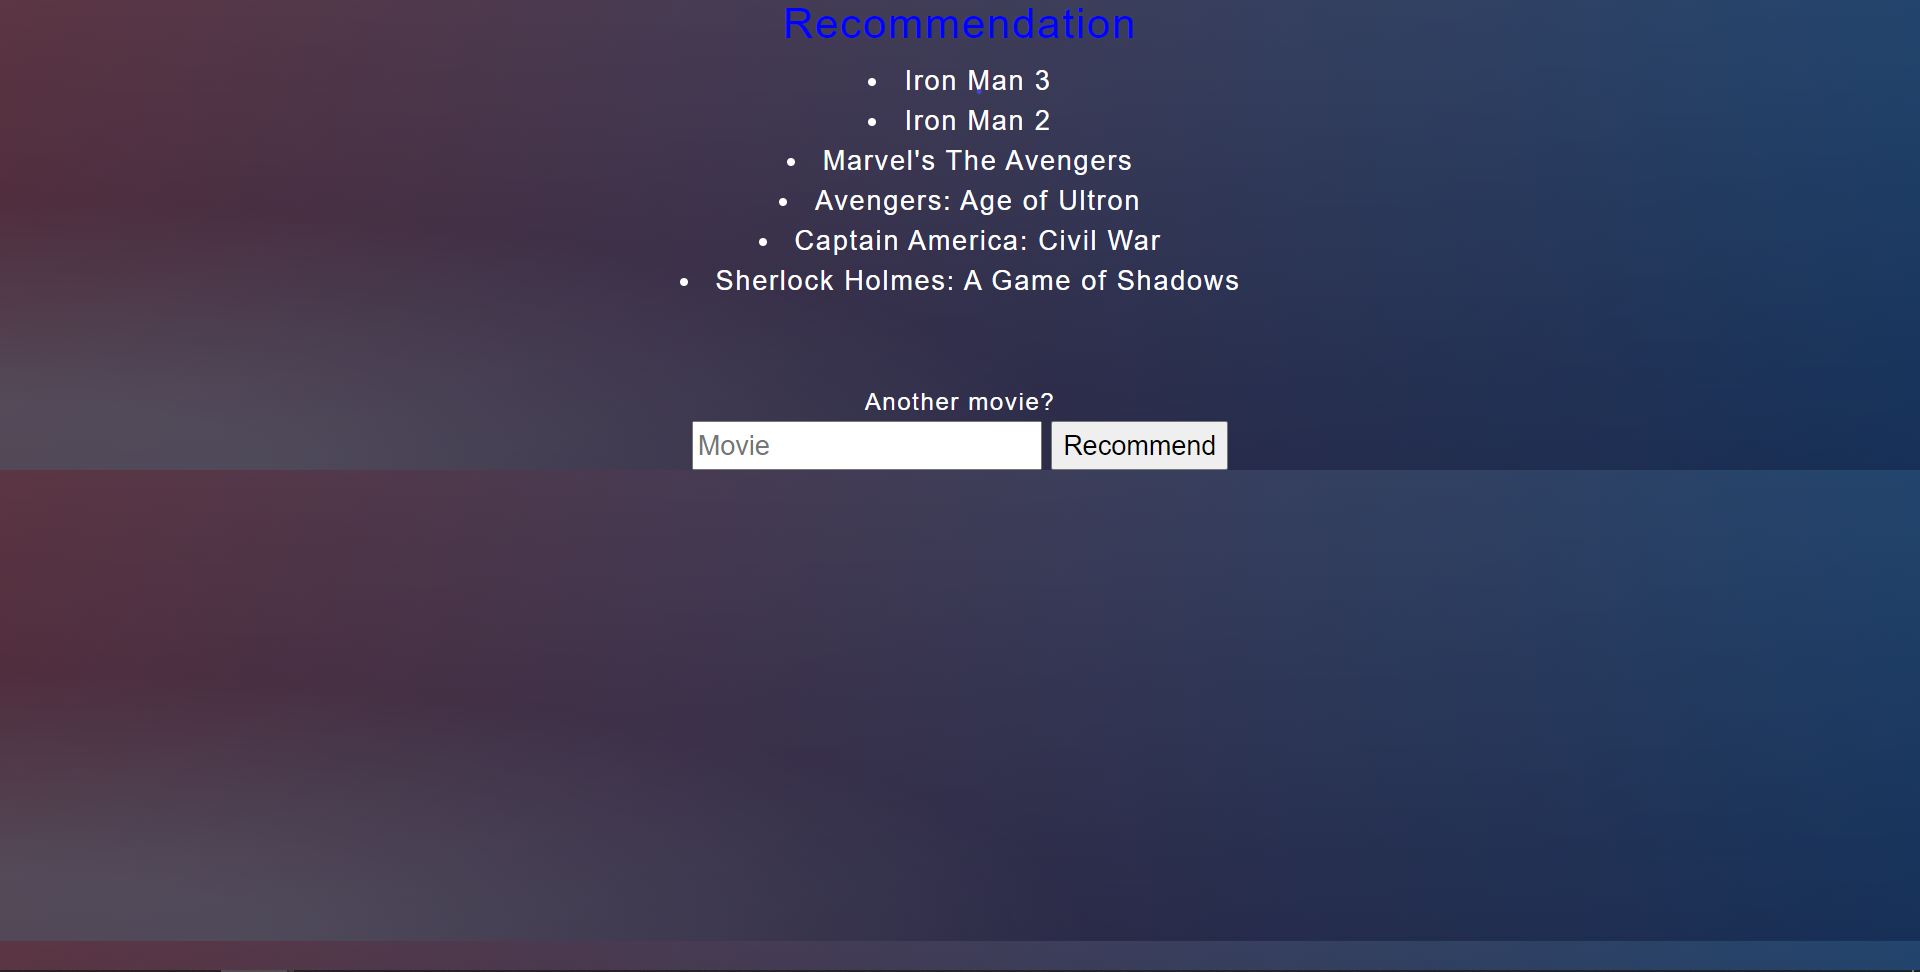 Recommendation
• Iron Man 3
• Iron Man 2
• Marvel's The Avengers
• Avengers: Age of Ultron
• Captain America: Civil War
• Sherlock Holmes: A Game of Shadows
Another movie?
Movie Recommend